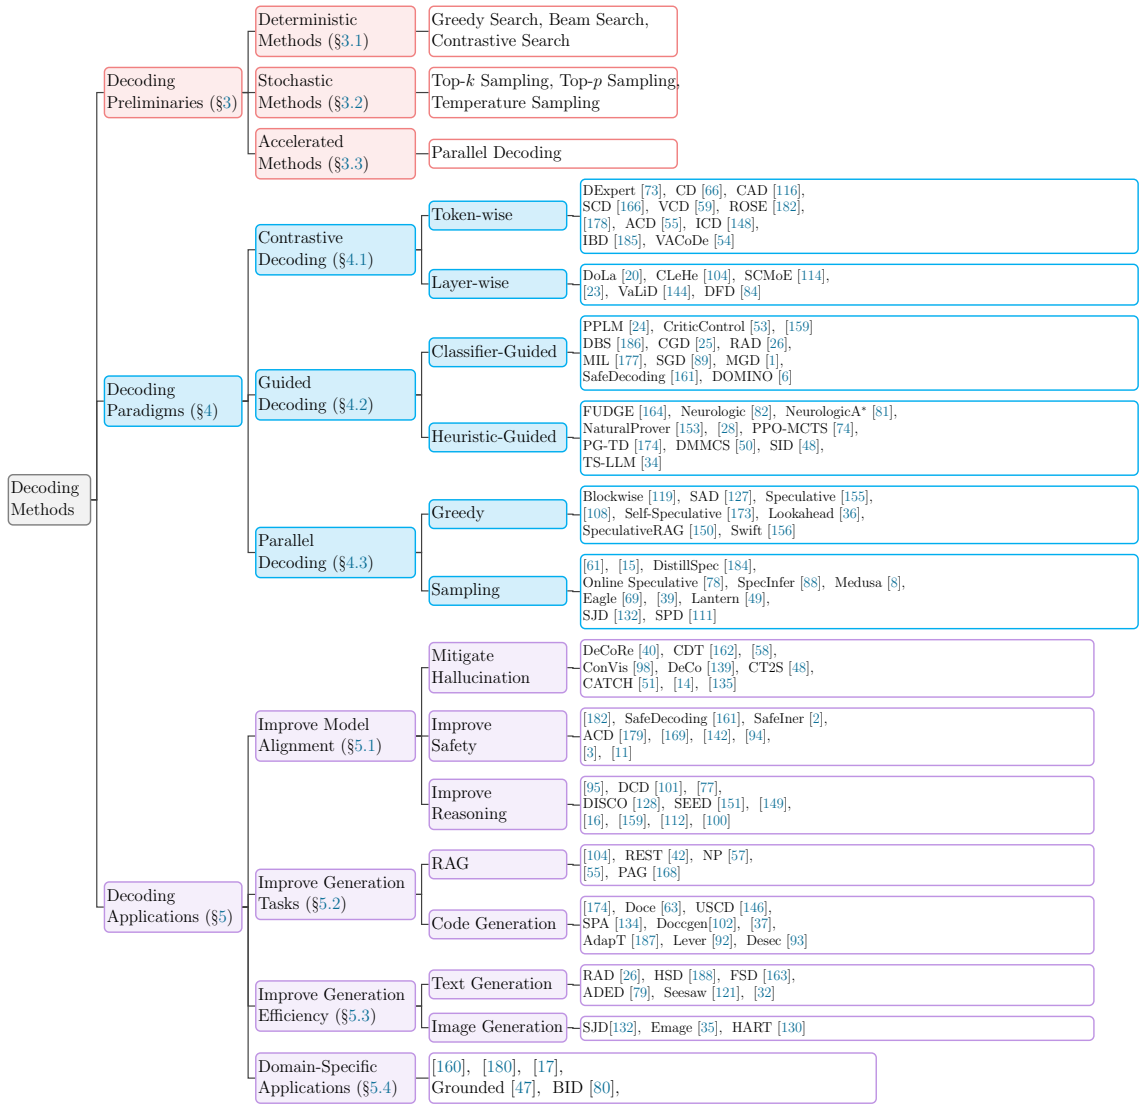 Decoding
Methods
Decoding
Preliminaries (§3)
Deterministic
Methods (§3.1)
Greedy Search, Beam Search,
Contrastive Search
Stochastic
Methods (§3.2)
Top-k Sampling, Top-p Sampling,
Temperature Sampling
Accelerated
Methods (§3.3)
Parallel Decoding
Decoding
Paradigms (§4)
Contrastive
Decoding (§4.1)
Token-wise
DExpert [73], CD [66], CAD [116],
SCD [166], VCD [59], ROSE [182],
[178], ACD [55], ICD [148],
IBD [185], VACoDe [54]
Layer-wise
DoLa [20], CLeHe [104], SCMoE [114],
[23], VaLiD [144], DFD [84]
Guided
Decoding (§4.2)
Classifier-Guided
PPLM [24], CriticControl [53], [159]
DBS [186], CGD [25], RAD [26],
MIL [177], SGD [89], MGD [1],
SafeDecoding [161], DOMINO [6]
Heuristic-Guided
FUDGE [164], Neurologic [82], NeurologicA* [81],
NaturalProver [153], [28], PPO-MCTS [74],
PG-TD [174], DMMCS [50], SID [48],
TS-LLM [34]
Parallel
Decoding (§4.3)
Greedy
Blockwise [119], SAD [127], Speculative [155],
[108], Self-Speculative [173], Lookahead [36],
SpeculativeRAG [150], Swift [156]
Sampling
[61], [15], DistillSpec [184],
Online Speculative [78], SpecInfer [88], Medusa [8],
Eagle [69], [39], Lantern [49],
SJD [132], SPD [111]
Decoding
Applications (§5)
Improve Model
Alignment (§5.1)
Mitigate
Hallucination
DeCoRe [40], CDT [162], [58],
ConVis [98], DeCo [139], CT2S [48],
CATCH [51], [14], [135]
Improve
Safety
[182], SafeDecoding [161], SafeIner [2],
ACD [179], [169], [142], [94],
[3], [11]
Improve
Reasoning
[95], DCD [101], [77],
DISCO [128], SEED [151], [149],
[16], [159], [112], [100]
Improve Generation
Tasks (§5.2)
RAG
[104], REST [42], NP [57],
[55], PAG [168]
Code Generation
[174], Doce [63], USCD [146],
SPA [134], Doccgen[102], [37],
AdapT [187], Lever [92], Desec [93]
Improve Generation
Efficiency (§5.3)
Text Generation
RAD [26], HSD [188], FSD [163],
ADED [79], Seesaw [121], [32]
Image Generation
SJD[132], Emage [35], HART [130]
Domain-Specific
Applications (§5.4)
[160], [180], [17],
Grounded [47], BID [80],